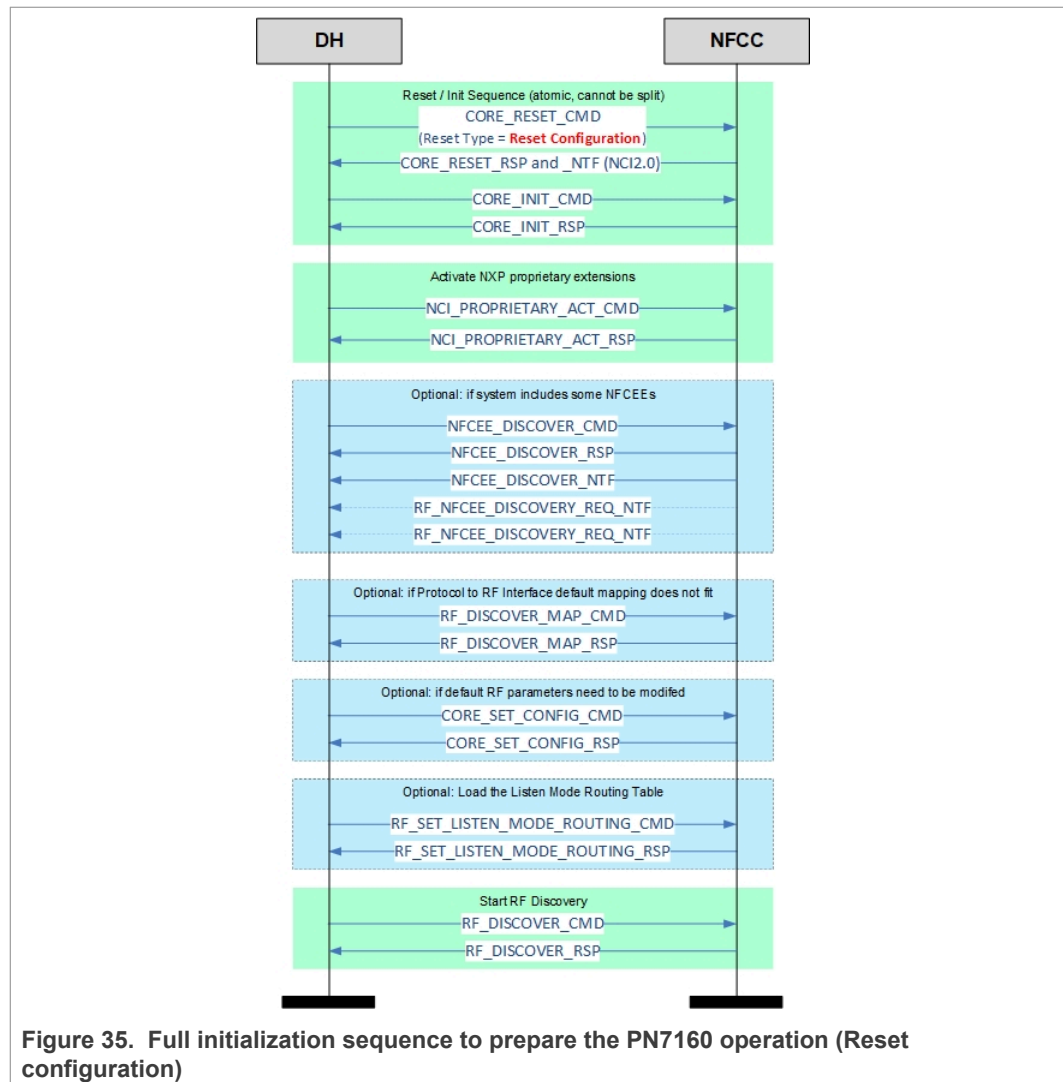 DH
NFCC
Reset / Init Sequence (atomic, cannot be split)
CORE_RESET_CMD
(Reset Type = Reset Configuration)
CORE_RESET_RSP and _NTF (NCI2.0)
CORE_INIT_CMD
CORE_INIT_RSP
Activate NXP proprietary extensions
NCI_PROPRIETARY_ACT_CMD
NCI_PROPRIETARY_ACT_RSP
Optional: if system includes some NFCEEs
NFCEE_DISCOVER_CMD
NFCEE_DISCOVER_RSP
NFCEE_DISCOVER_NTF
RF_NFCEE_DISCOVERY_REQ_NTF
RF_NFCEE_DISCOVERY_REQ_NTF
Optional: if Protocol to RF Interface default mapping does not fit
RF_DISCOVER_MAP_CMD
RF_DISCOVER_MAP_RSP
Optional: if default RF parameters need to be modifed
CORE_SET_CONFIG_CMD
CORE_SET_CONFIG_RSP
Optional: Load the Listen Mode Routing Table
RF_SET_LISTEN_MODE_ROUTING_CMD
RF_SET_LISTEN_MODE_ROUTING_RSP
Start RF Discovery
RF_DISCOVER_CMD
RF_DISCOVER_RSP
Figure 35. Full initialization sequence to prepare the PN7160 operation (Reset
configuration)